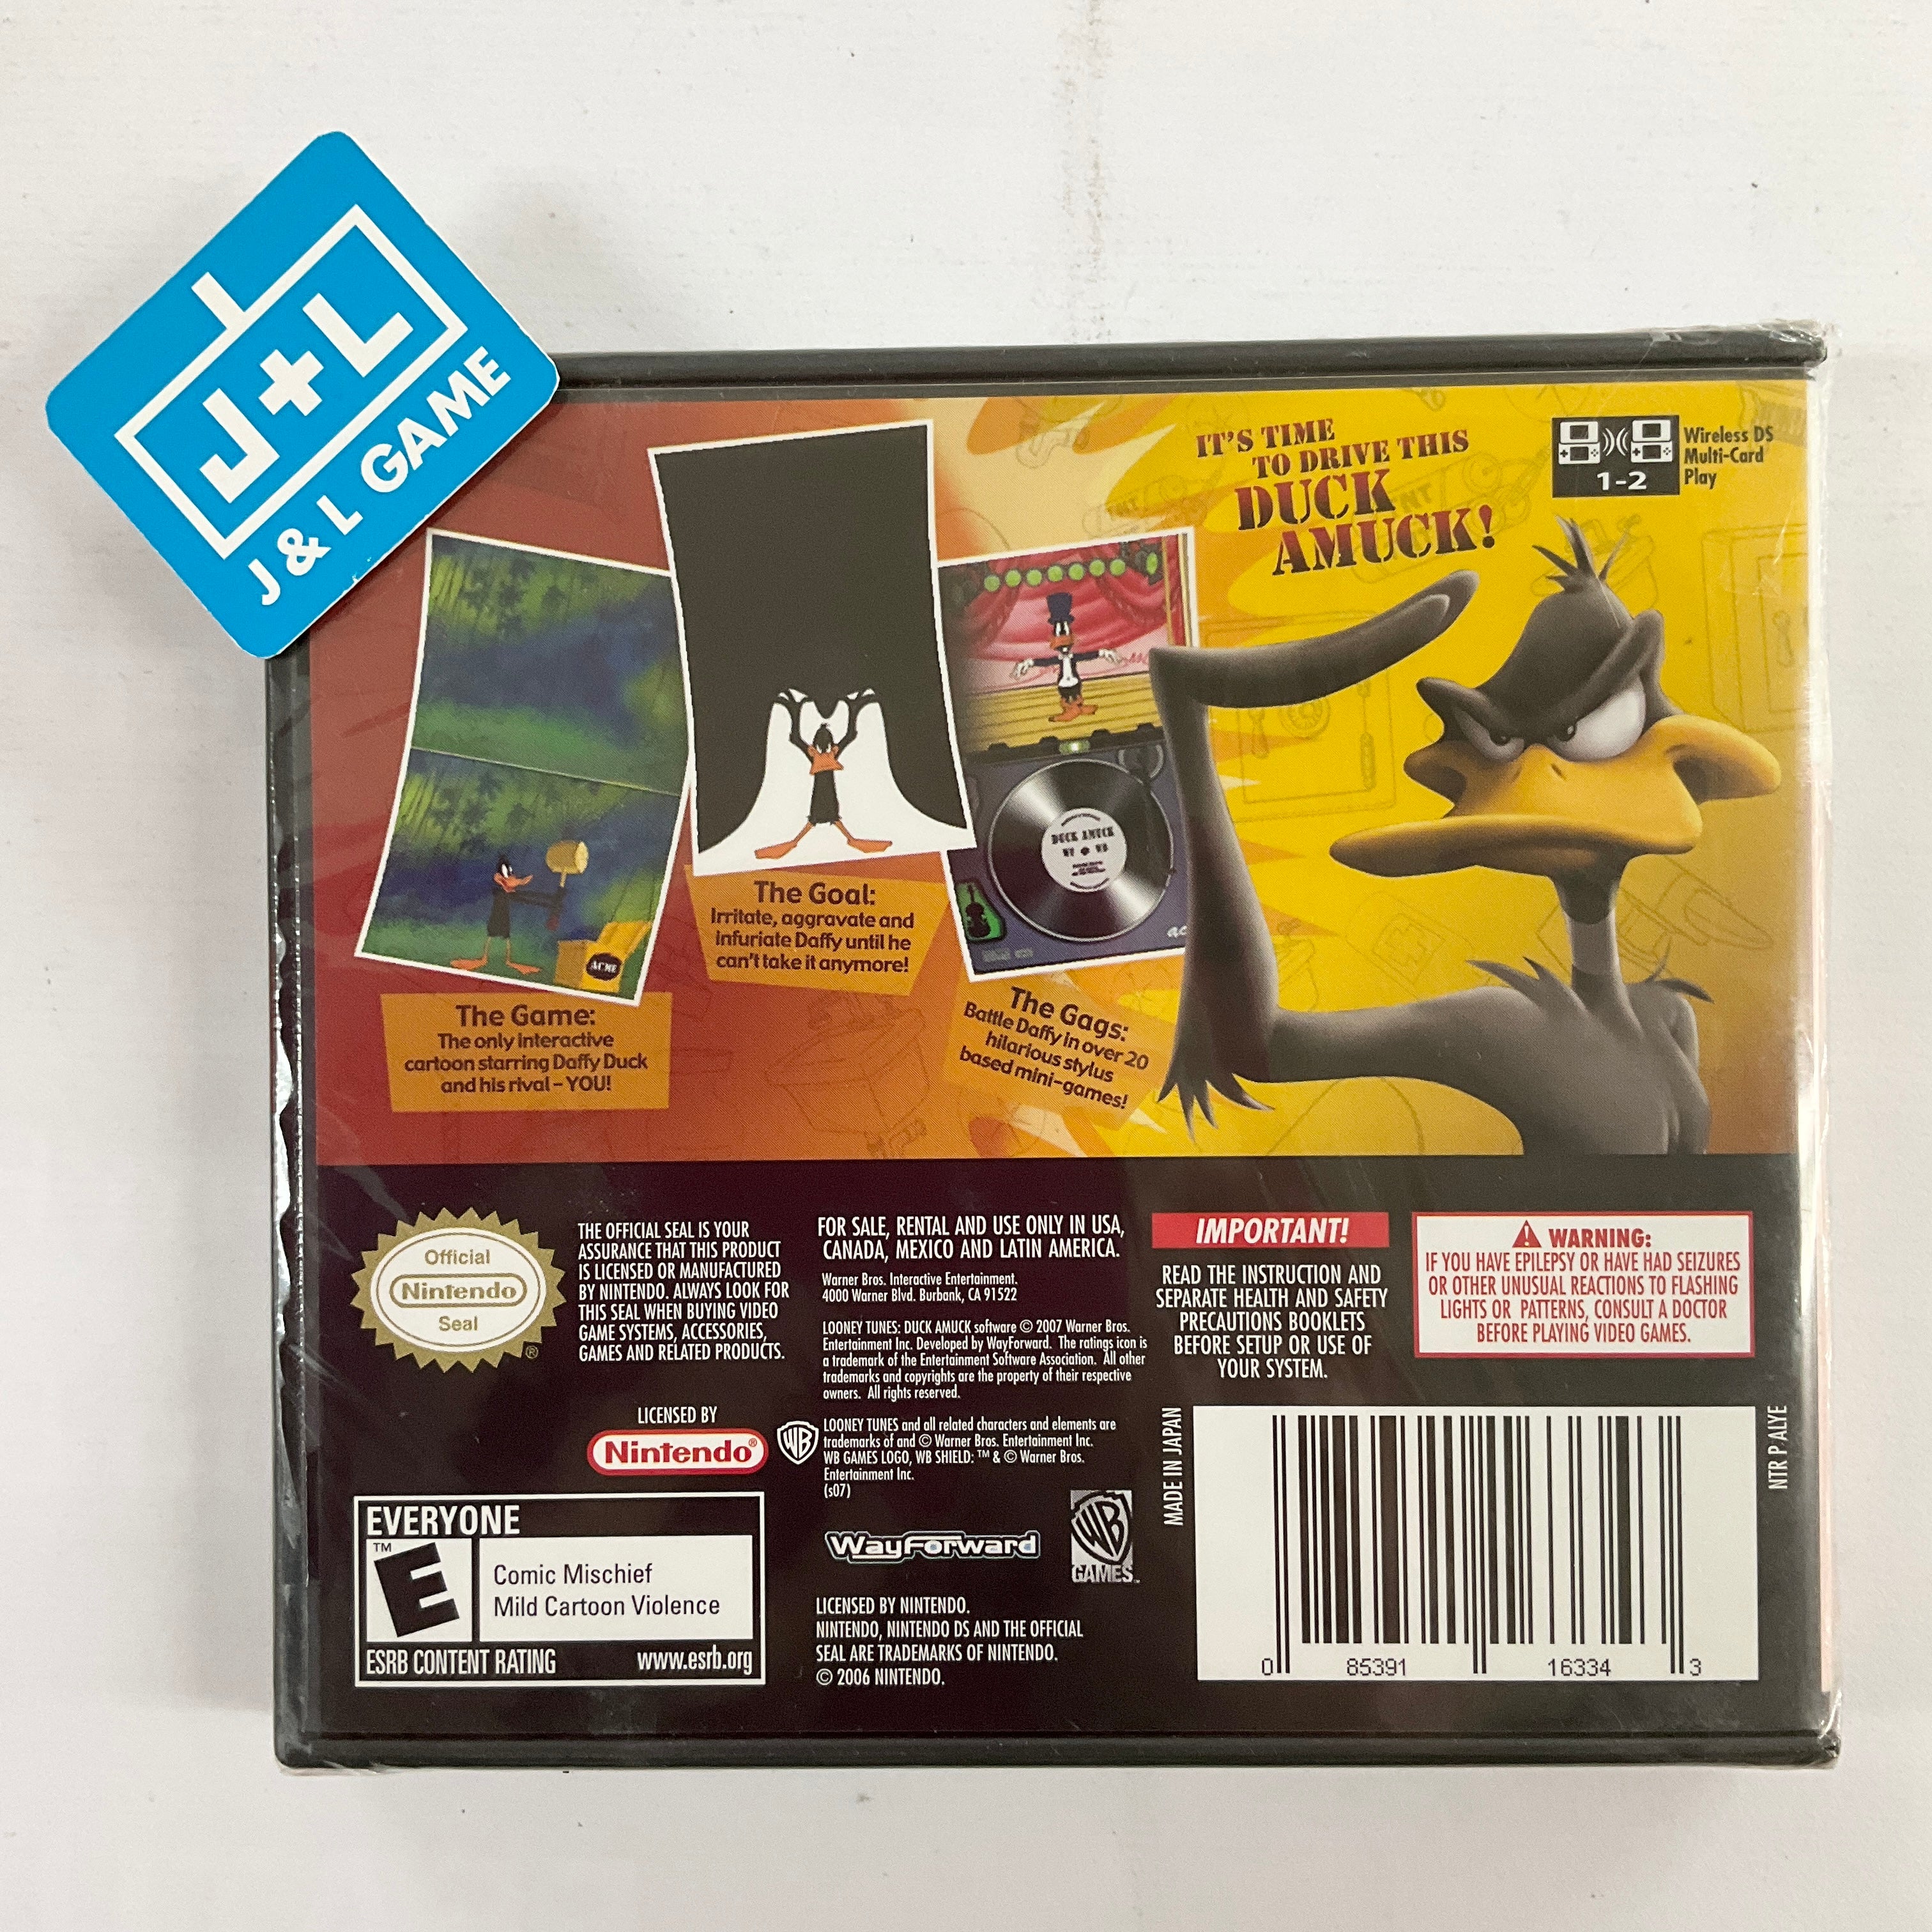 J+L
J & L GAME
IT'S TIME
TO DRIVE THIS
DUCK
AMUCK!
1-2
Wireless DS
Multi-Card
Play
ACME
DUCK AMUCK
The Game:
The only interactive
cartoon starring Daffy Duck
and his rival – YOU!
The Goal:
Irritate, aggravate and
infuriate Daffy until he
can't take it anymore!
The Gags:
Battle Daffy in over 20
hilarious stylus
based mini-games!
Official
Nintendo
Seal
®
THE OFFICIAL SEAL IS YOUR
ASSURANCE THAT THIS PRODUCT
IS LICENSED OR MANUFACTURED
BY NINTENDO. ALWAYS LOOK FOR
THIS SEAL WHEN BUYING VIDEO
GAME SYSTEMS, ACCESSORIES,
GAMES AND RELATED PRODUCTS.
LICENSED BY
Nintendo®
EVERYONE
TM
E
Comic Mischief
Mild Cartoon Violence
ESRB CONTENT RATING www.esrb.org
FOR SALE, RENTAL AND USE ONLY IN USA,
CANADA, MEXICO AND LATIN AMERICA.
Warner Bros. Interactive Entertainment.
4000 Warner Blvd. Burbank, CA 91522
LOONEY TUNES: DUCK AMUCK software © 2007 Warner Bros.
Entertainment Inc. Developed by WayForward. The ratings icon is
a trademark of the Entertainment Software Association. All other
trademarks and copyrights are the property of their respective
owners. All rights reserved.
WB
LOONEY TUNES and all related characters and elements are
trademarks of and © Warner Bros. Entertainment Inc.
WB GAMES LOGO, WB SHIELD: ™ & © Warner Bros.
Entertainment Inc.
(s07)
WayForward
WB
GAMES™
LICENSED BY NINTENDO.
NINTENDO, NINTENDO DS AND THE OFFICIAL
SEAL ARE TRADEMARKS OF NINTENDO.
© 2006 NINTENDO.
IMPORTANT!
READ THE INSTRUCTION AND
SEPARATE HEALTH AND SAFETY
PRECAUTIONS BOOKLETS
BEFORE SETUP OR USE OF
YOUR SYSTEM.
WARNING:
IF YOU HAVE EPILEPSY OR HAVE HAD SEIZURES
OR OTHER UNUSUAL REACTIONS TO FLASHING
LIGHTS OR PATTERNS, CONSULT A DOCTOR
BEFORE PLAYING VIDEO GAMES.
MADE IN JAPAN
0 85391 16334 3
NTR P ALYE